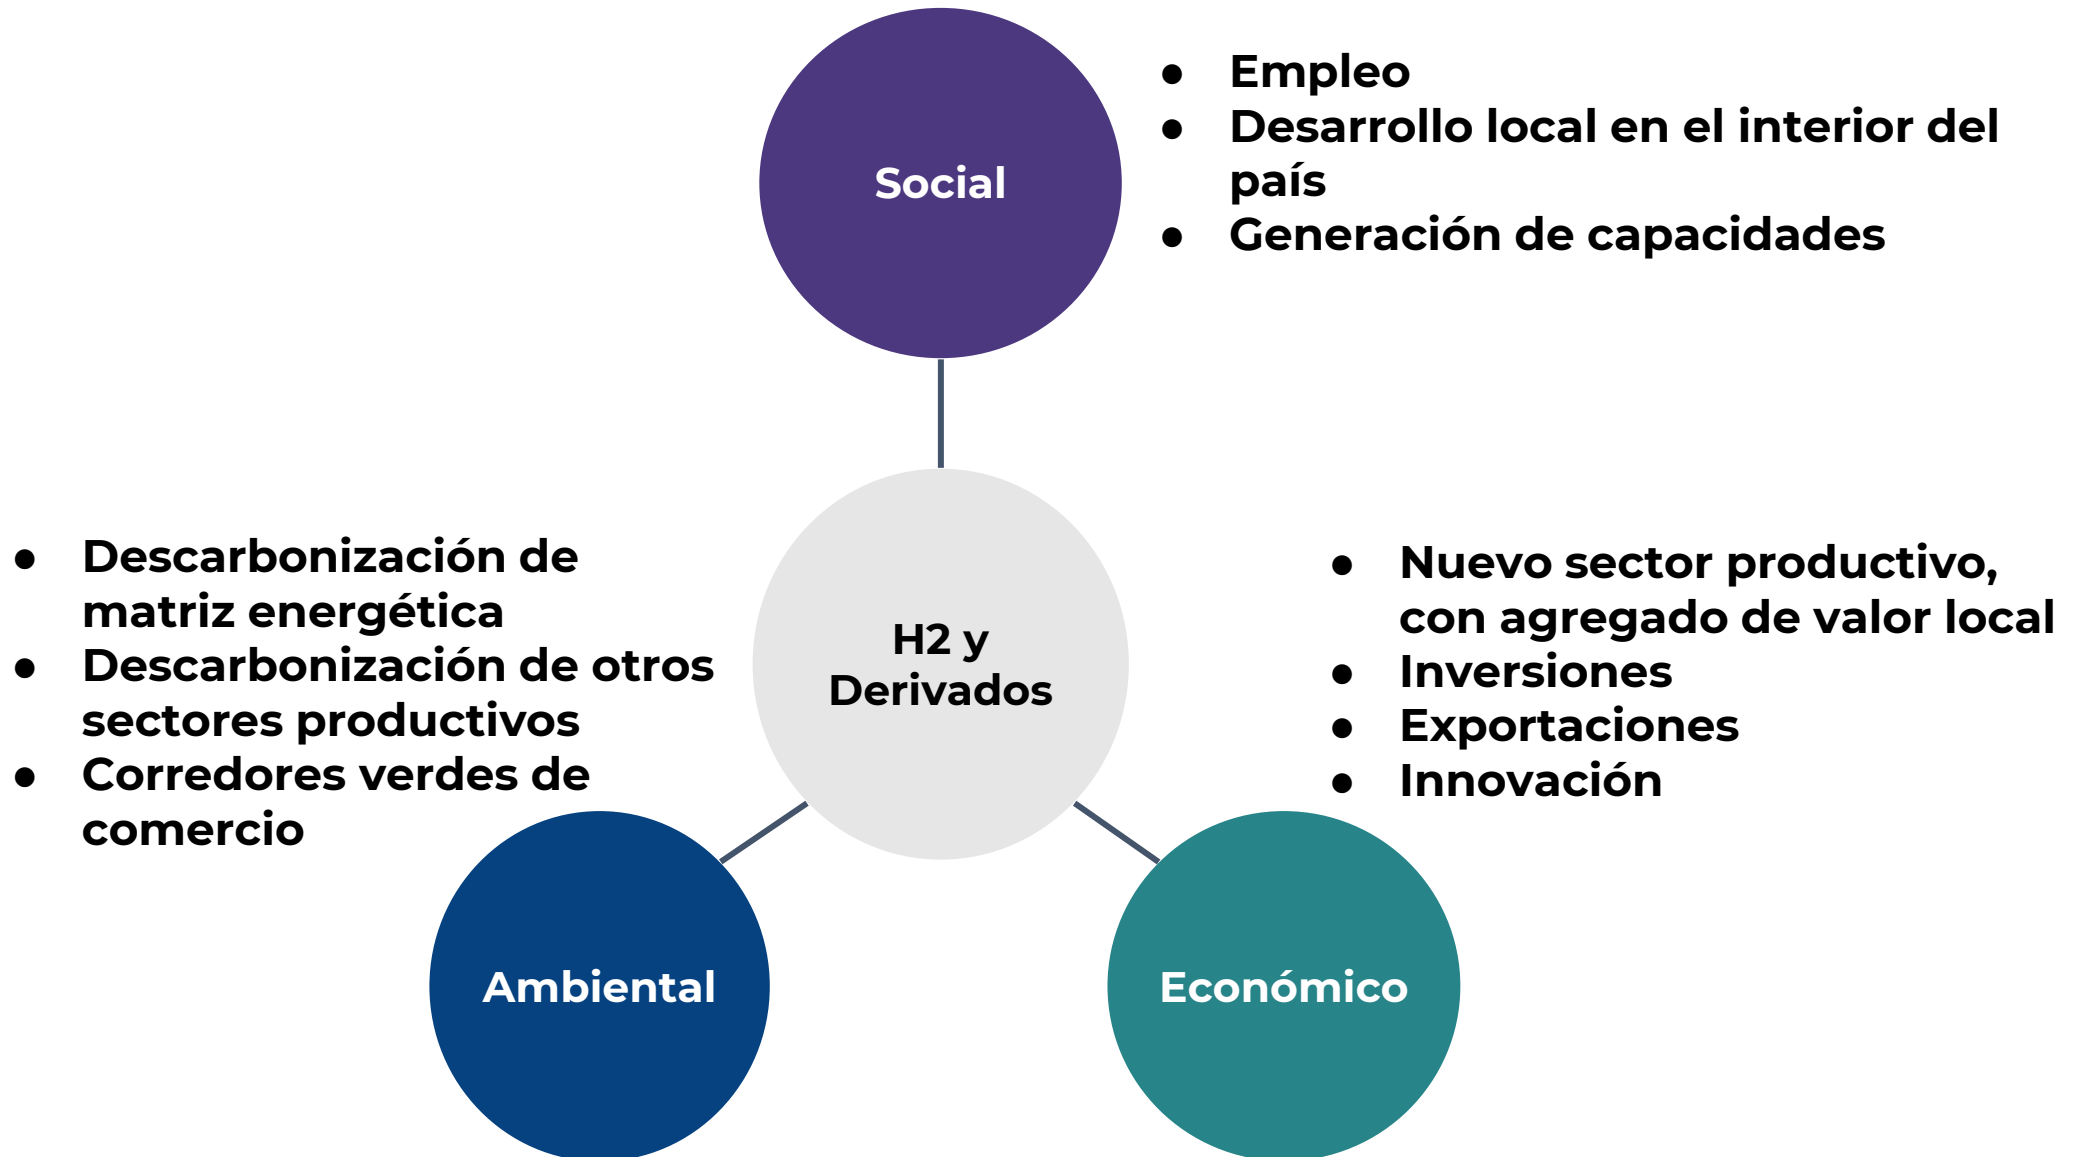 Social
● Empleo
● Desarrollo local en el interior del
país
● Generación de capacidades
● Descarbonización de
matriz energética
● Descarbonización de otros
sectores productivos
● Corredores verdes de
comercio
H2 y
Derivados
● Nuevo sector productivo,
con agregado de valor local
● Inversiones
● Exportaciones
● Innovación
Ambiental
Económico